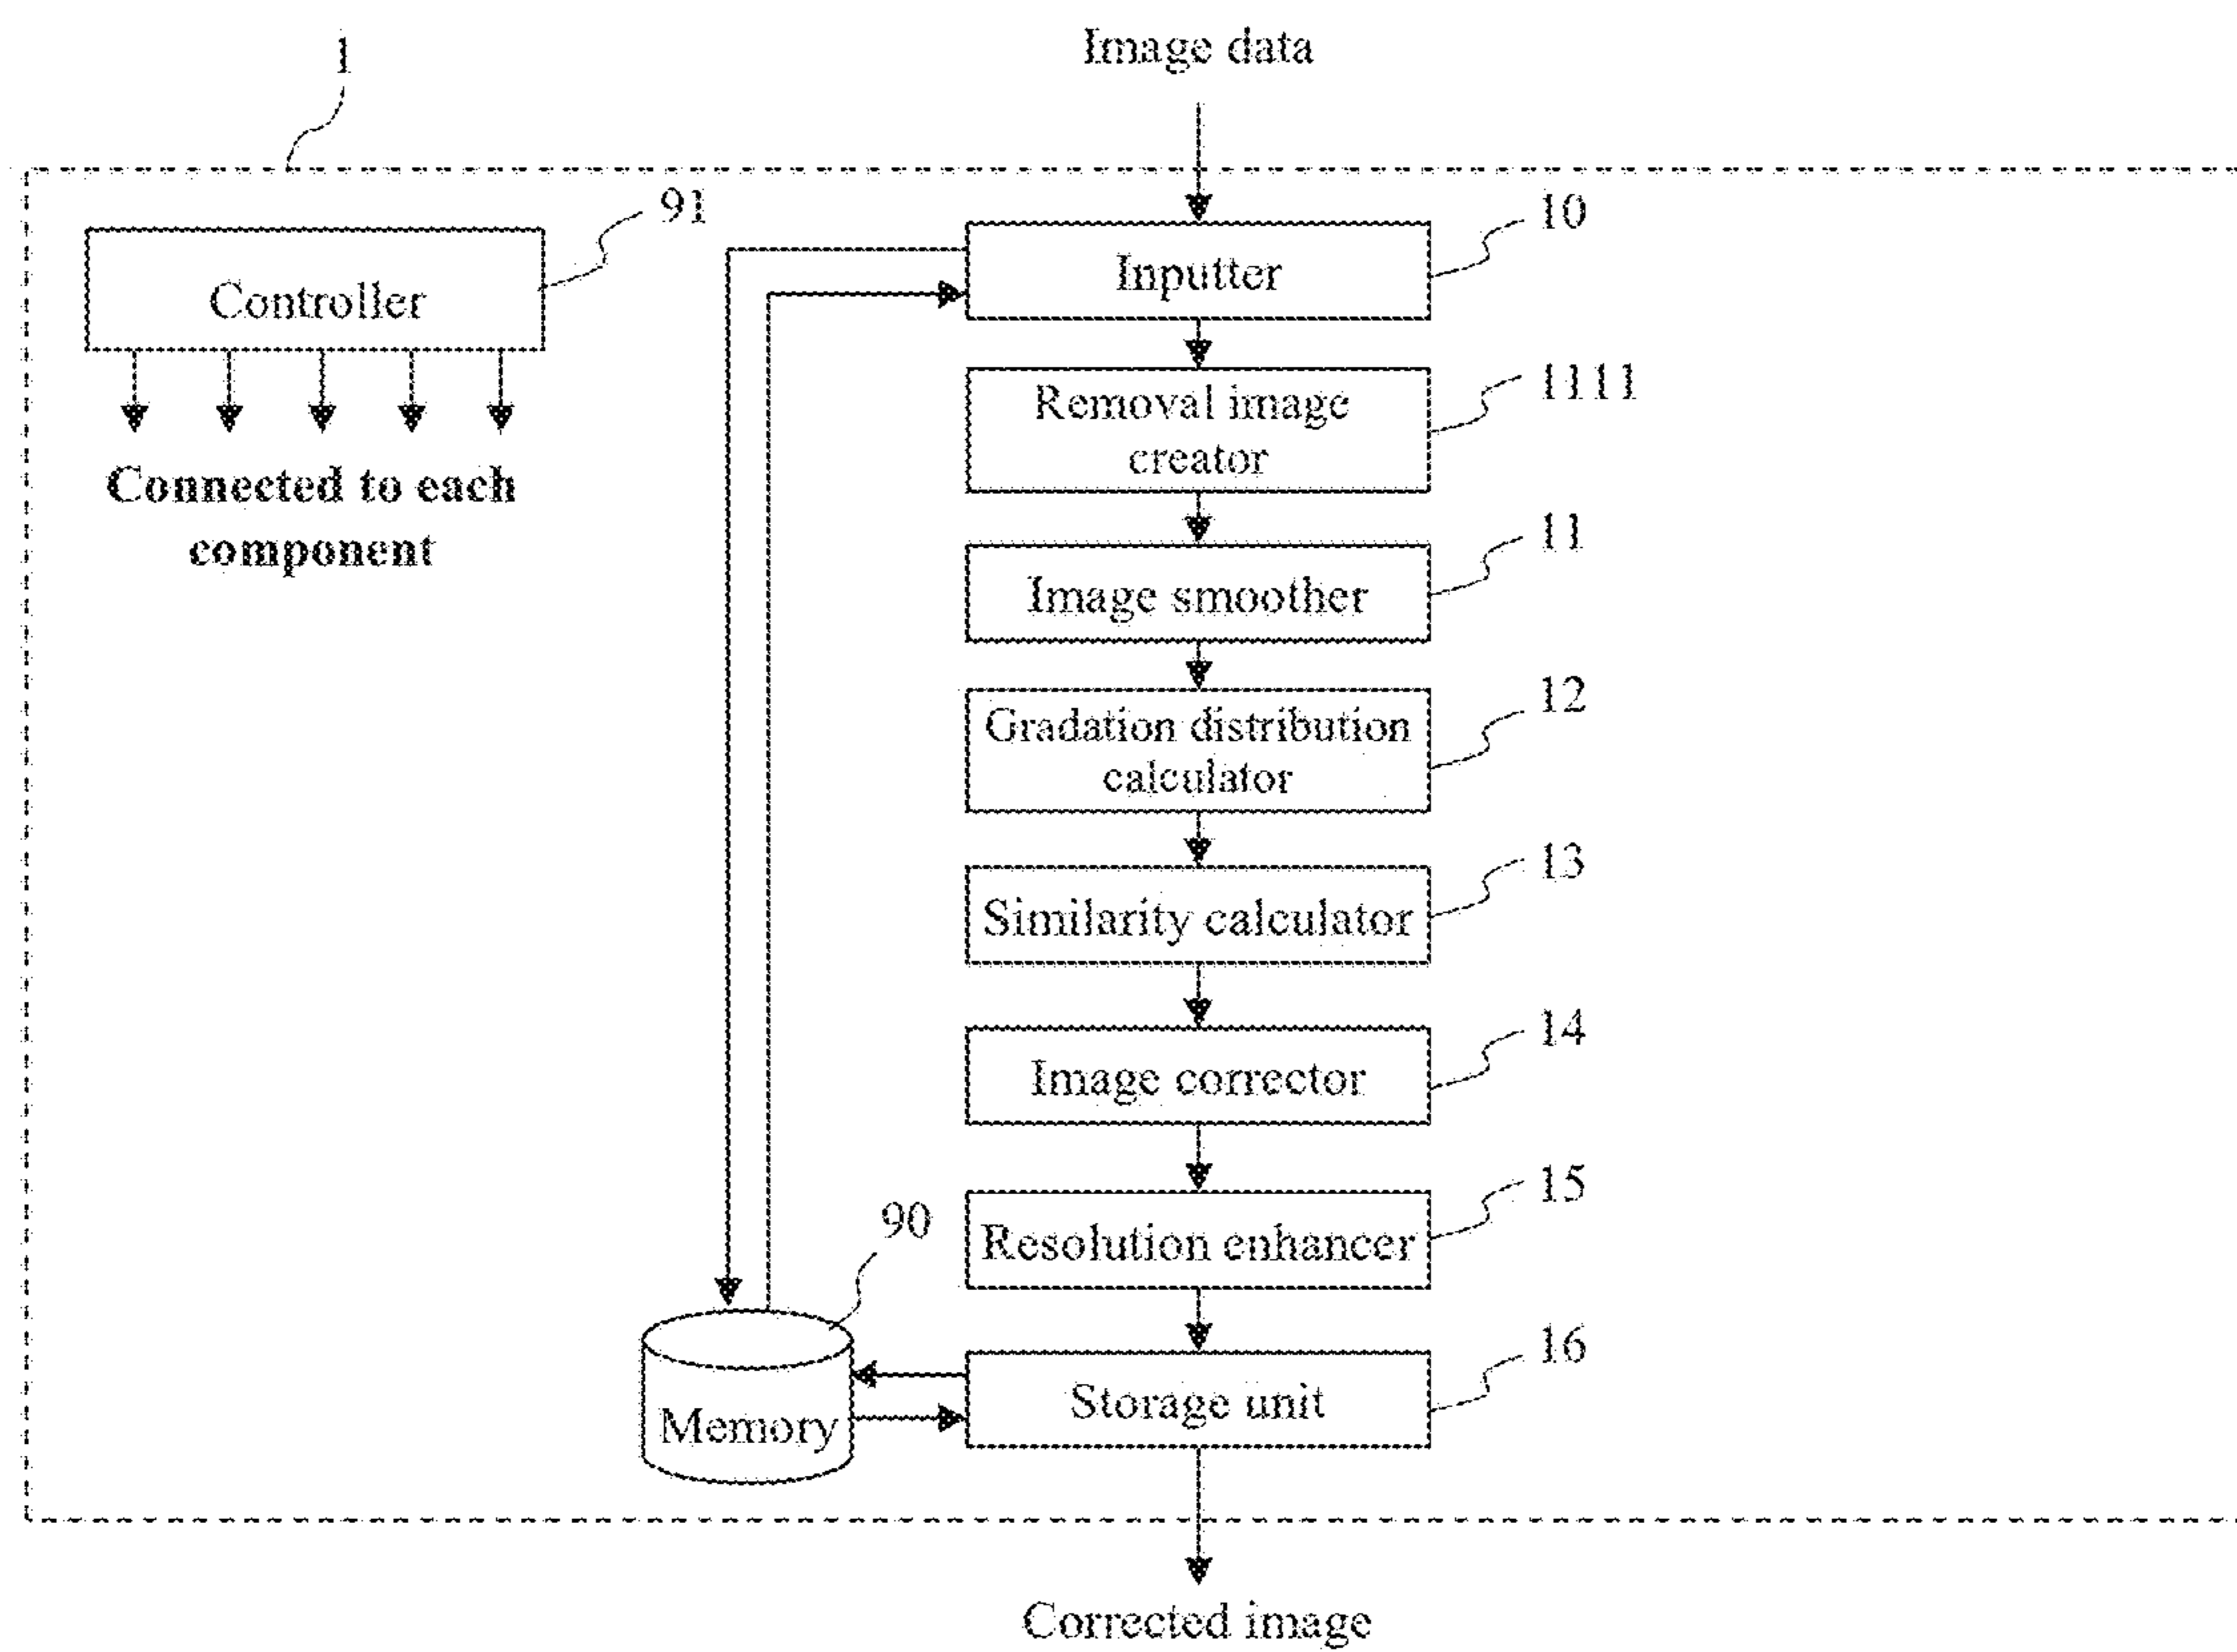 Image data
1
91
Controller
Connected to each
component
10
Inputter
1111
Removal image
creator
11
Image smoother
12
Gradation distribution
calculator
13
Similarity calculator
14
Image corrector
15
Resolution enhancer
90
Memory
16
Storage unit
Corrected image